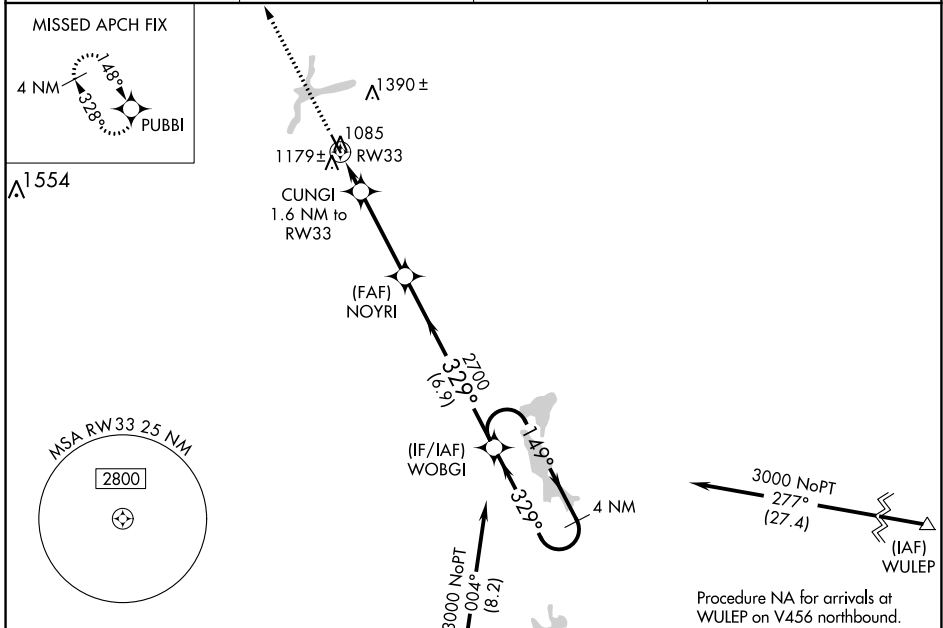 MISSED APCH FIX
4 NM
148°
328°
PUBBI
1390 ±
1085
1179 ±
RW33
1554
CUNGI
1.6 NM to
RW33
(FAF)
NOYRI
2700
329°
(6.9)
(IF/IAF)
WOBGI
149°
329°
4 NM
MSA RW33 25 NM
2800
3000 NoPT
004°
(8.2)
3000 NoPT
277°
(27.4)
(IAF)
WULEP
Procedure NA for arrivals at
WULEP on V456 northbound.